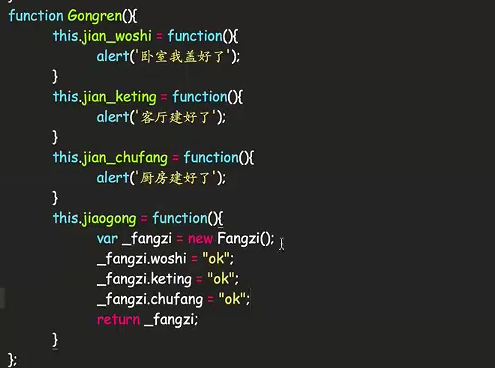 function Gongren(){
this.jian_woshi = function(){
alert('卧室我盖好了');
}
this.jian_keting = function(){
alert('客厅建好了');
}
this.jian_chufang = function(){
alert('厨房建好了');
}
this.jiaogong = function(){
var _fangzi = new Fangzi();
_fangzi.woshi = "ok";
_fangzi.keting = "ok";
_fangzi.chufang = "ok";
return _fangzi;
}
};